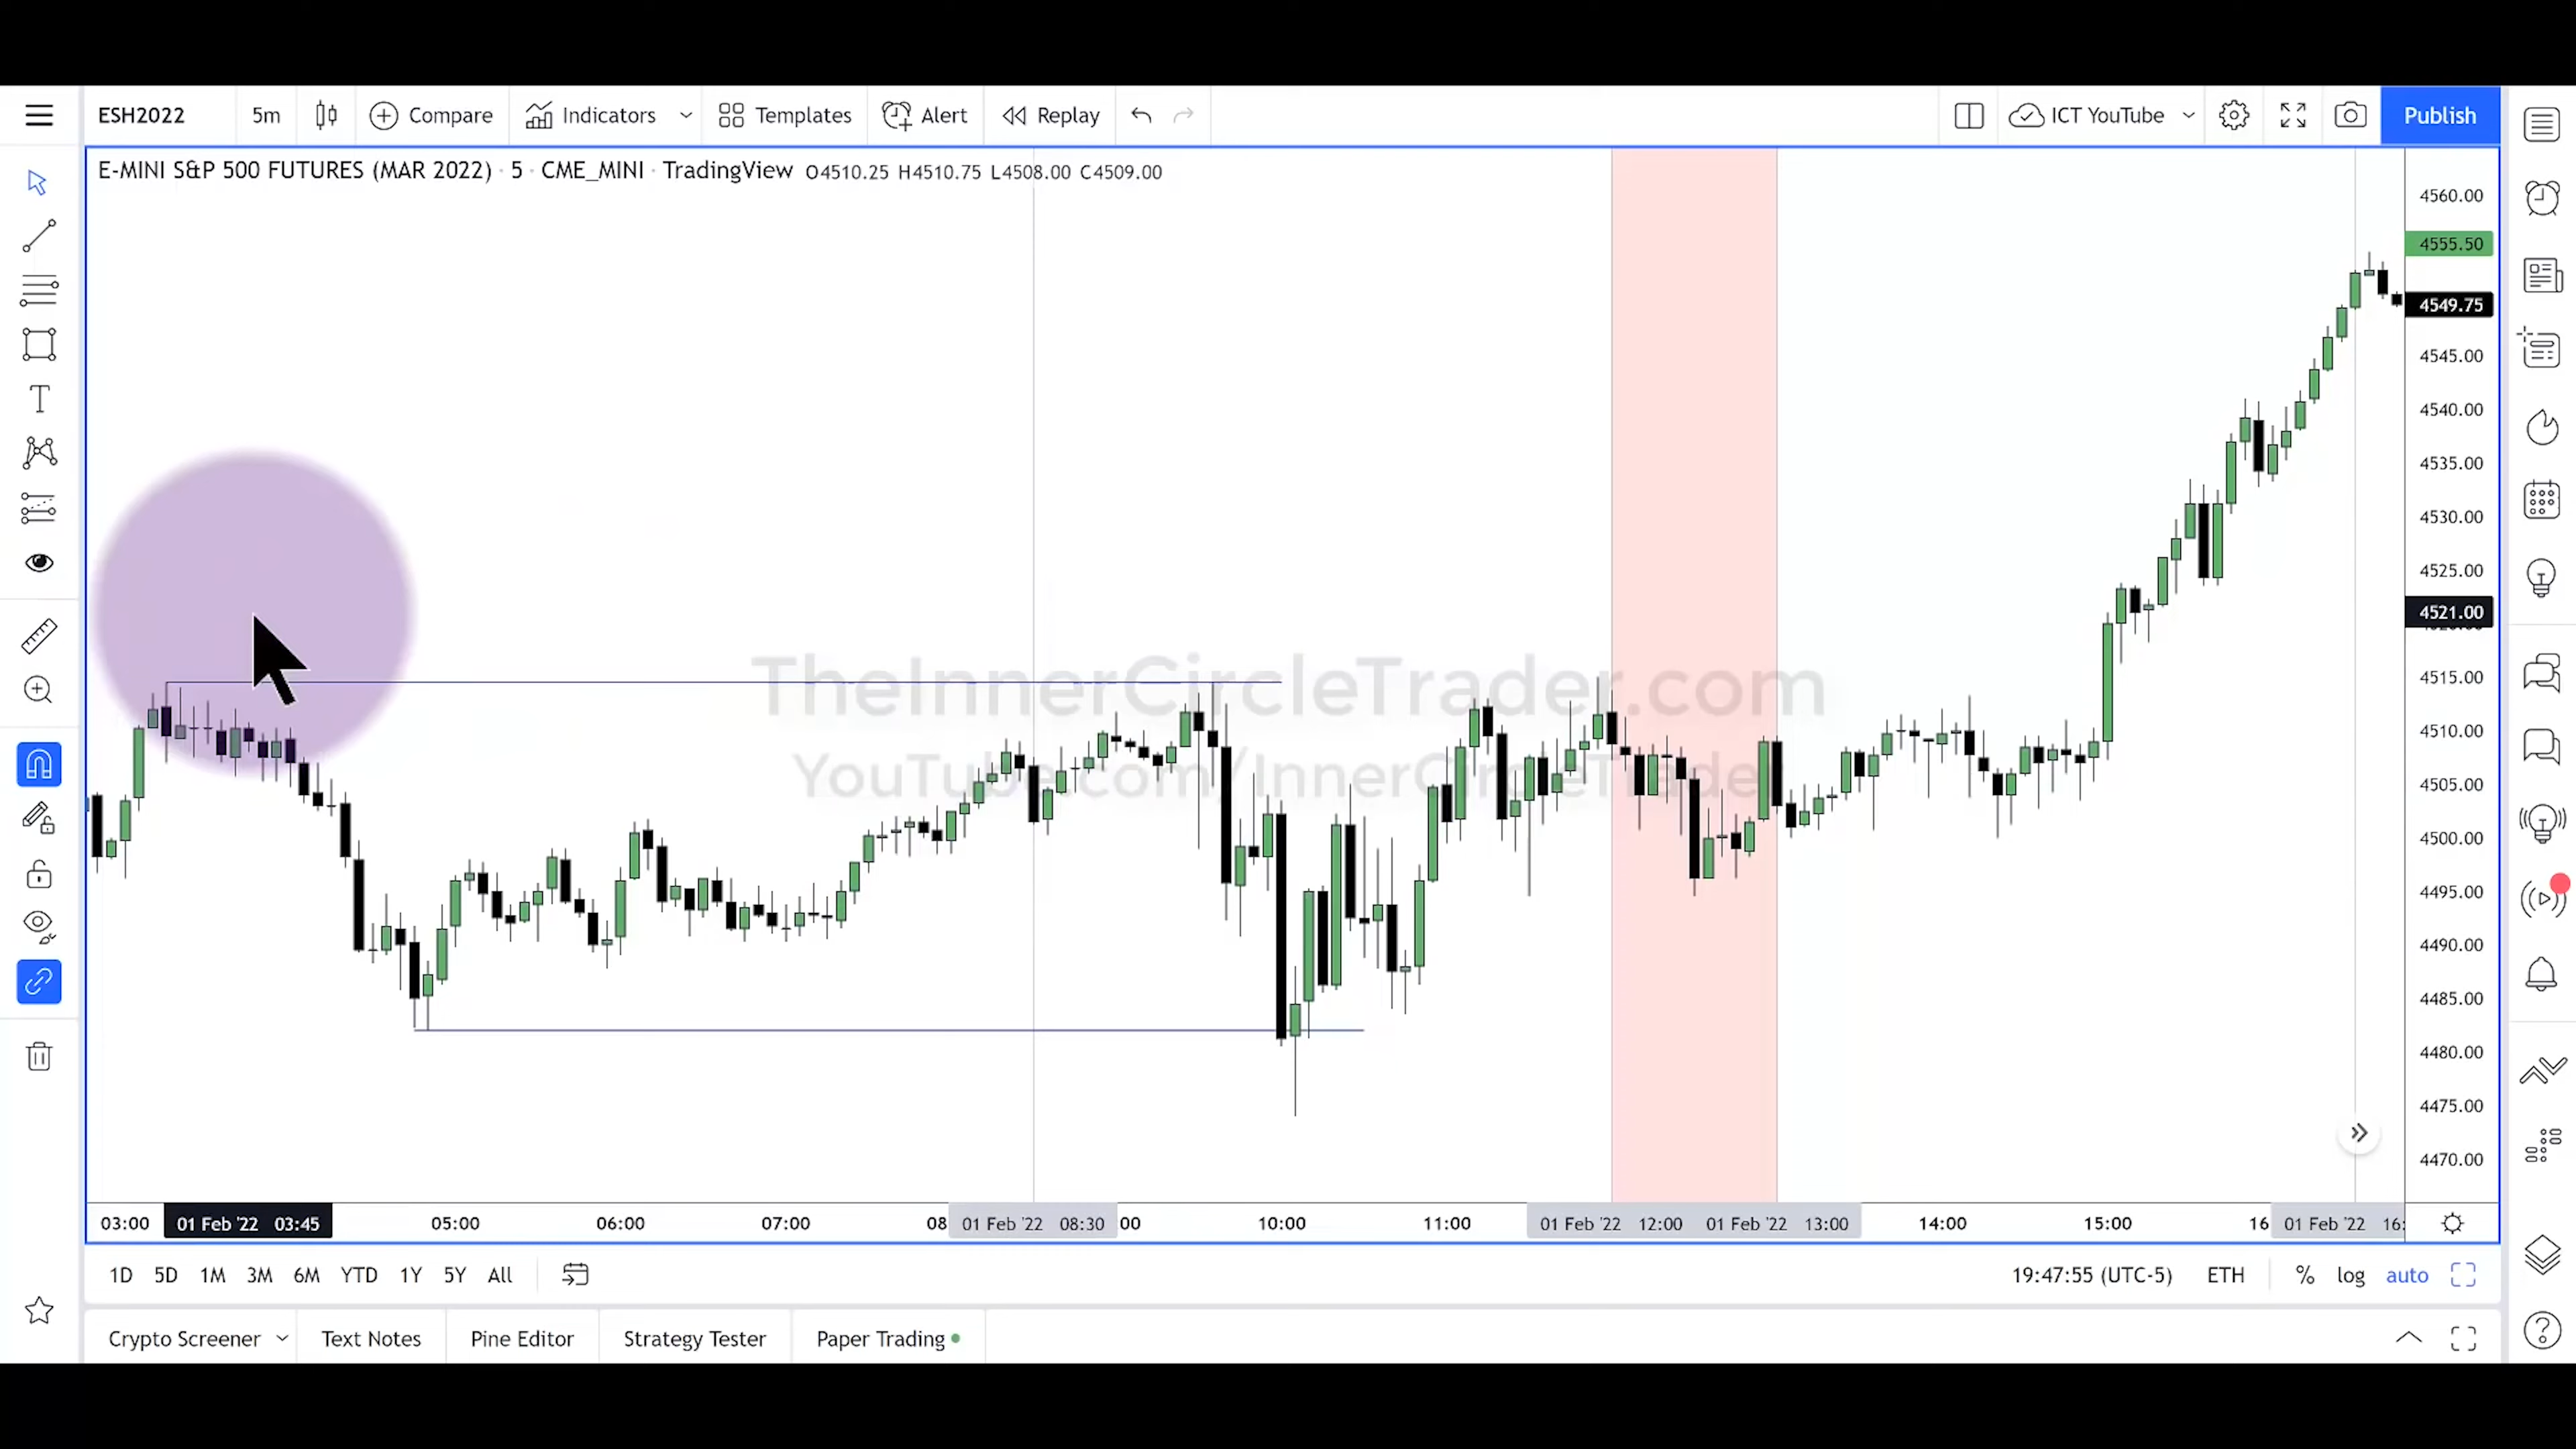 ESH2022 5m Compare Indicators Templates Alert Replay ICT YouTube Publish
E-MINI S&P 500 FUTURES (MAR 2022) · 5 · CME_MINI · TradingView O4510.25 H4510.75 L4508.00 C4509.00
4560.00
4555.50
4549.75
4545.00
4540.00
4535.00
4530.00
4525.00
4521.00
4515.00
4510.00
4505.00
4500.00
4495.00
4490.00
4485.00
4480.00
4475.00
4470.00
TheInnerCircleTrader.com
YouTube.com/InnerCircleTrader
03:00 01 Feb '22 03:45 05:00 06:00 07:00 08 01 Feb '22 08:30 00 10:00 11:00 01 Feb '22 12:00 01 Feb '22 13:00 14:00 15:00 16 01 Feb '22 16:
1D 5D 1M 3M 6M YTD 1Y 5Y All 19:47:55 (UTC-5) ETH % log auto
Crypto Screener Text Notes Pine Editor Strategy Tester Paper Trading